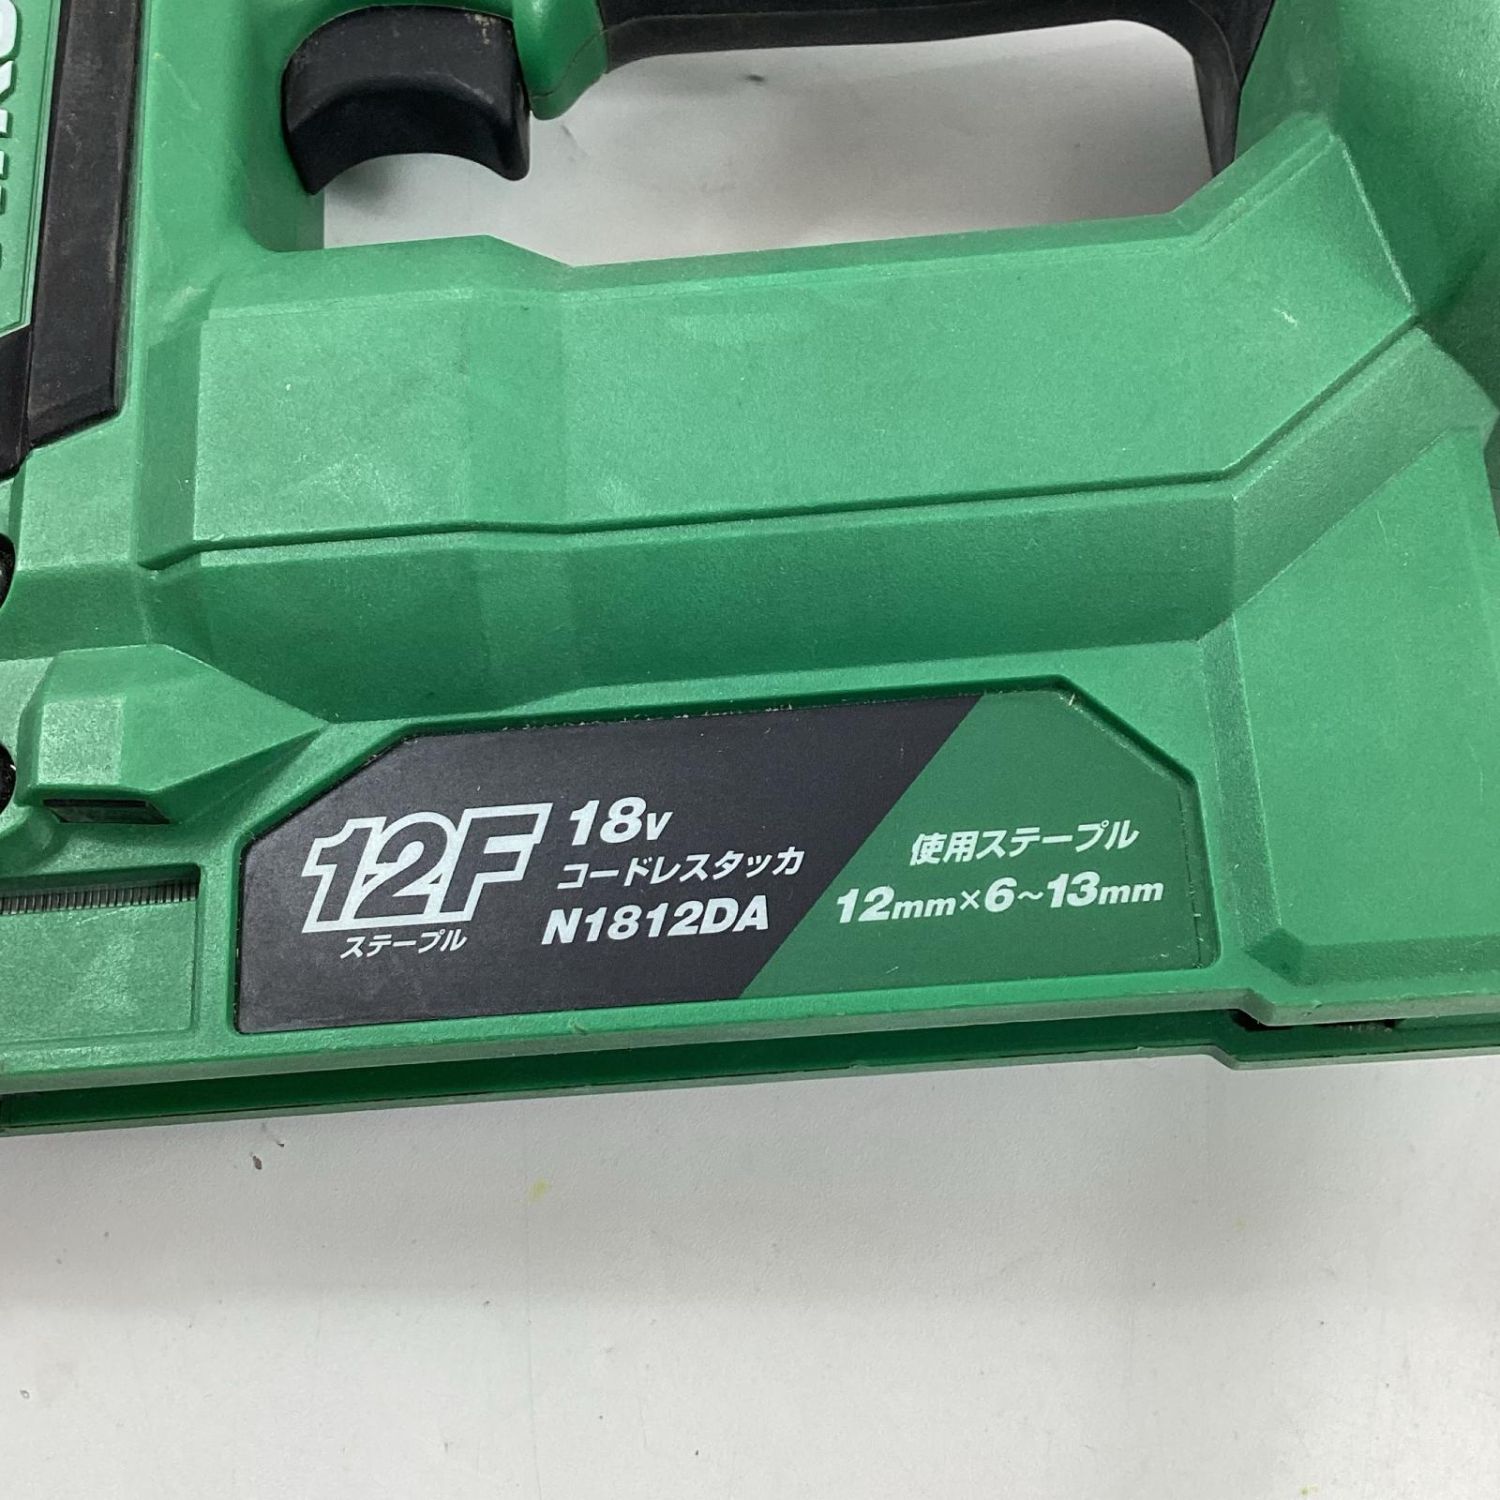 12F
ステープル
18v
コードレスタッカ
N1812DA
使用ステープル
12mm×6～13mm